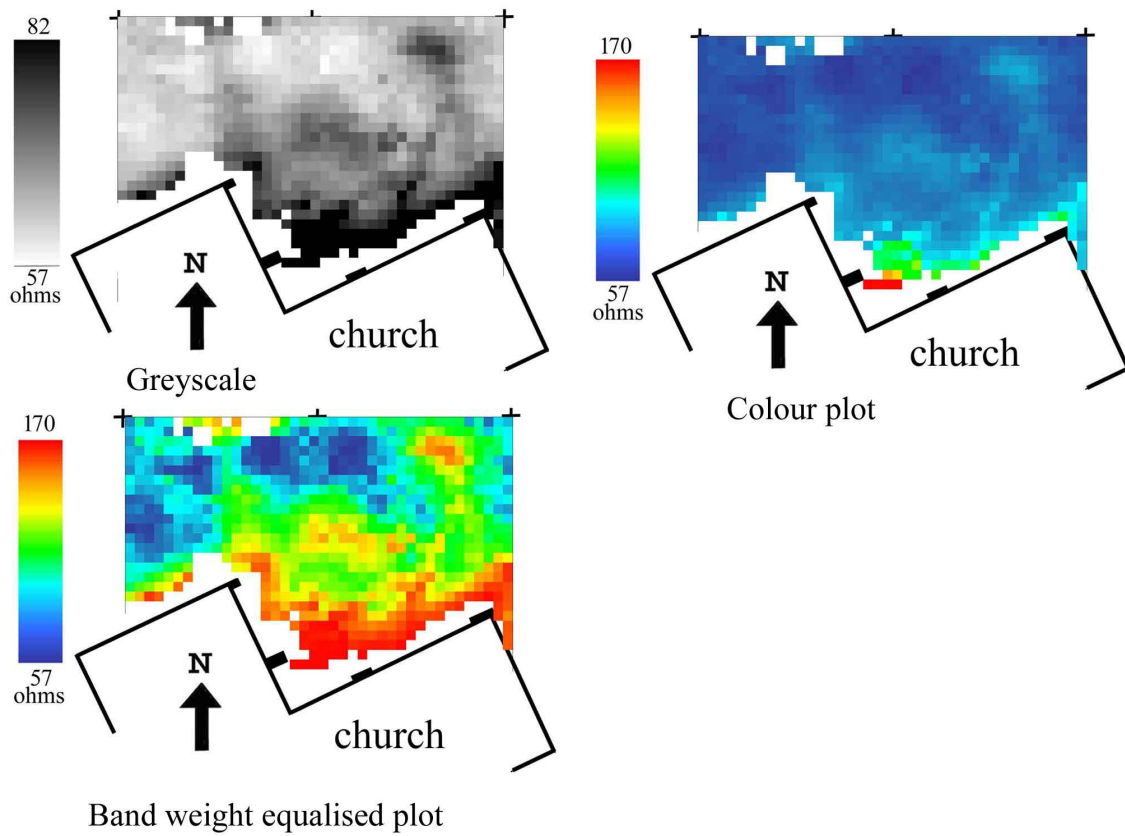 82
57
ohms
N
church
Greyscale
170
57
ohms
N
church
Colour plot
170
57
ohms
N
church
Band weight equalised plot